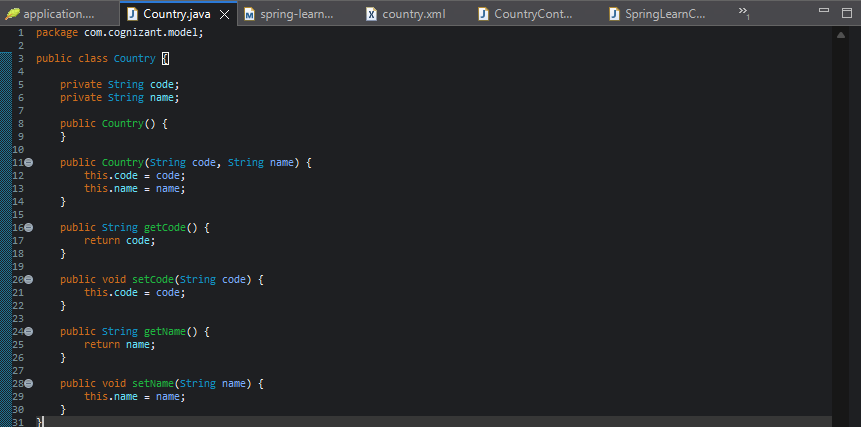 application....
Country.java
spring-learn...
country.xml
CountryCont...
SpringLearnC...
»1
1 package com.cognizant.model;
2
3 public class Country {
4
5 private String code;
6 private String name;
7
8 public Country() {
9 }
10
11 public Country(String code, String name) {
12 this.code = code;
13 this.name = name;
14 }
15
16 public String getCode() {
17 return code;
18 }
19
20 public void setCode(String code) {
21 this.code = code;
22 }
23
24 public String getName() {
25 return name;
26 }
27
28 public void setName(String name) {
29 this.name = name;
30 }
31 }